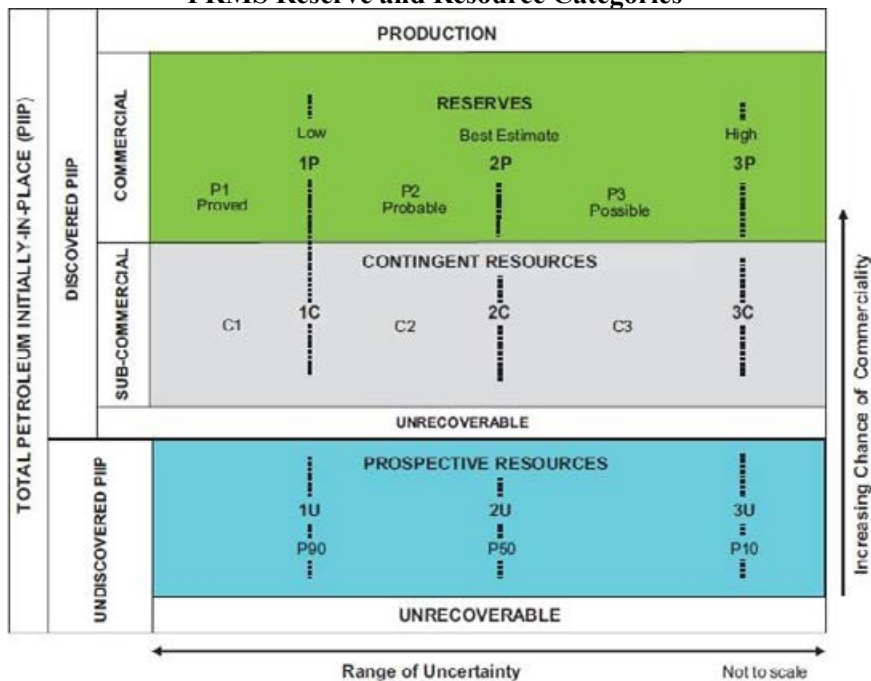 PRMS Reserve and Resource Categories
TOTAL PETROLEUM INITIALLY-IN-PLACE (PIIP)
DISCOVERED PIIP
UNDISCOVERED PIIP
COMMERCIAL
SUB-COMMERCIAL
PRODUCTION
RESERVES
Low Best Estimate High
1P 2P 3P
P1 P2 P3
Proved Probable Possible
CONTINGENT RESOURCES
1C 2C 3C
C1 C2 C3
UNRECOVERABLE
PROSPECTIVE RESOURCES
1U 2U 3U
P90 P50 P10
UNRECOVERABLE
Increasing Chance of Commerciality
Range of Uncertainty Not to scale